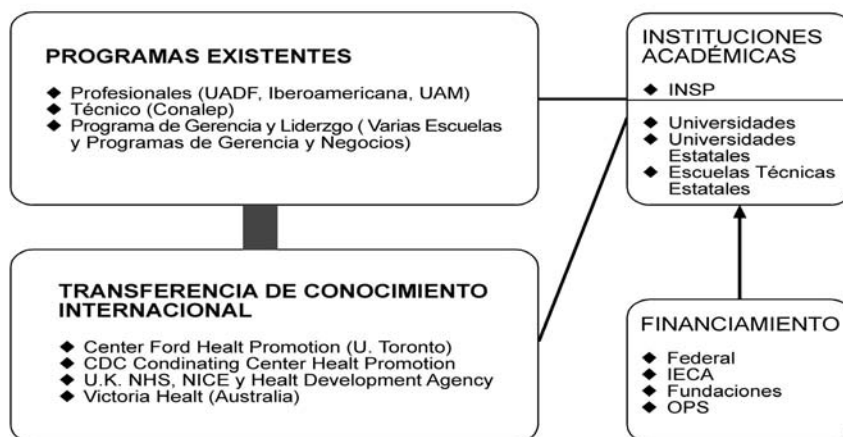 PROGRAMAS EXISTENTES
◆ Profesionales (UADF, Iberoamericana, UAM)
◆ Técnico (Conalep)
◆ Programa de Gerencia y Liderzgo ( Varias Escuelas
y Programas de Gerencia y Negocios)
INSTITUCIONES
ACADÉMICAS
◆ INSP
◆ Universidades
◆ Universidades
Estatales
◆ Escuelas Técnicas
Estatales
TRANSFERENCIA DE CONOCIMIENTO
INTERNACIONAL
◆ Center Ford Healt Promotion (U. Toronto)
◆ CDC Condinating Center Healt Promotion
◆ U.K. NHS, NICE y Healt Development Agency
◆ Victoria Healt (Australia)
FINANCIAMIENTO
◆ Federal
◆ IECA
◆ Fundaciones
◆ OPS